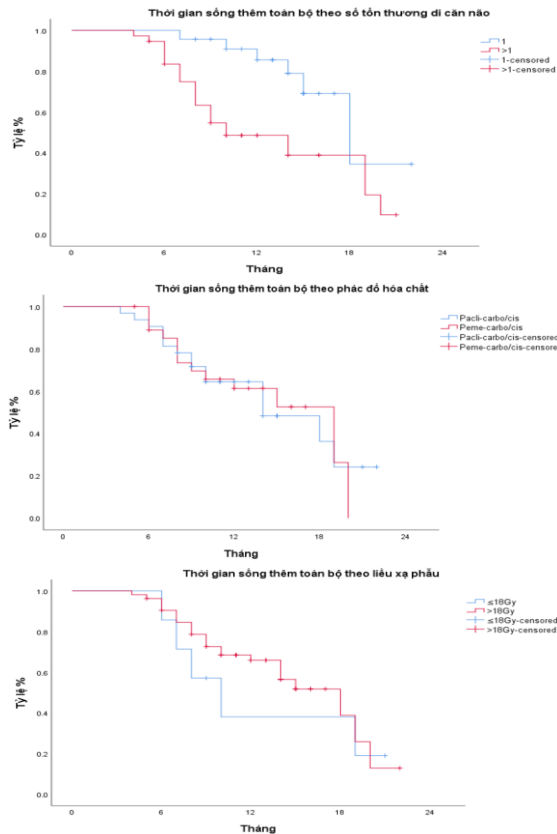 Thời gian sống thêm toàn bộ theo số tổn thương di căn não
1
>1
1-censored
>1-censored
Tỷ lệ %
1.0
0.8
0.6
0.4
0.2
0.0
0 6 12 18 24
Tháng
Thời gian sống thêm toàn bộ theo phác đồ hóa chất
Pacli-carbo/cis
Peme-carbo/cis
Pacli-carbo/cis-censored
Peme-carbo/cis-censored
Tỷ lệ %
1.0
0.8
0.6
0.4
0.2
0.0
0 6 12 18 24
Tháng
Thời gian sống thêm toàn bộ theo liều xạ phẫu
≤18Gy
>18Gy
≤18Gy-censored
>18Gy-censored
Tỷ lệ %
1.0
0.8
0.6
0.4
0.2
0.0
0 6 12 18 24
Tháng